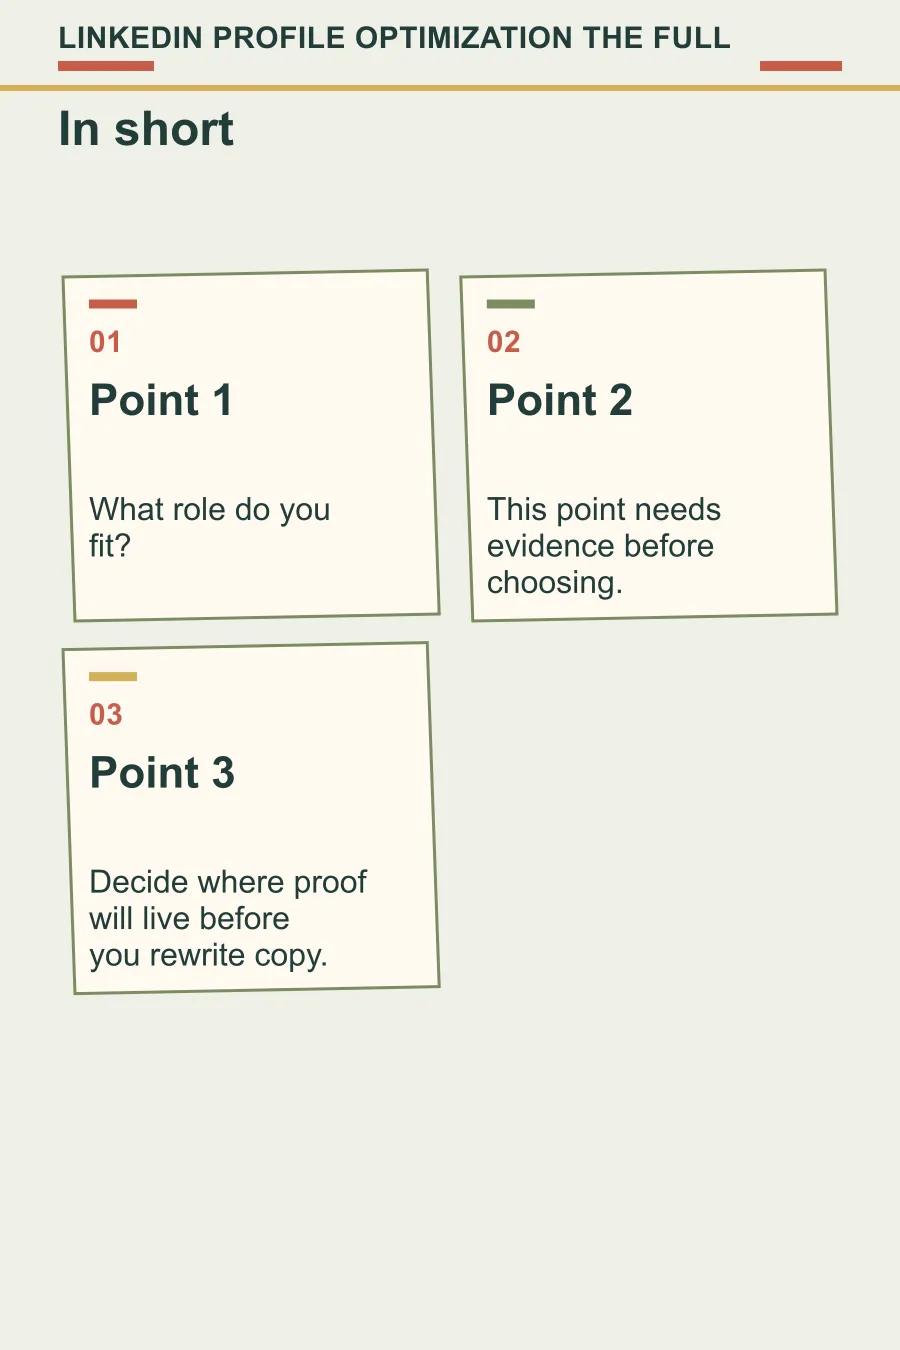 LINKEDIN PROFILE OPTIMIZATION THE FULL
In short
01
Point 1
What role do you
fit?
02
Point 2
This point needs
evidence before
choosing.
03
Point 3
Decide where proof
will live before
you rewrite copy.